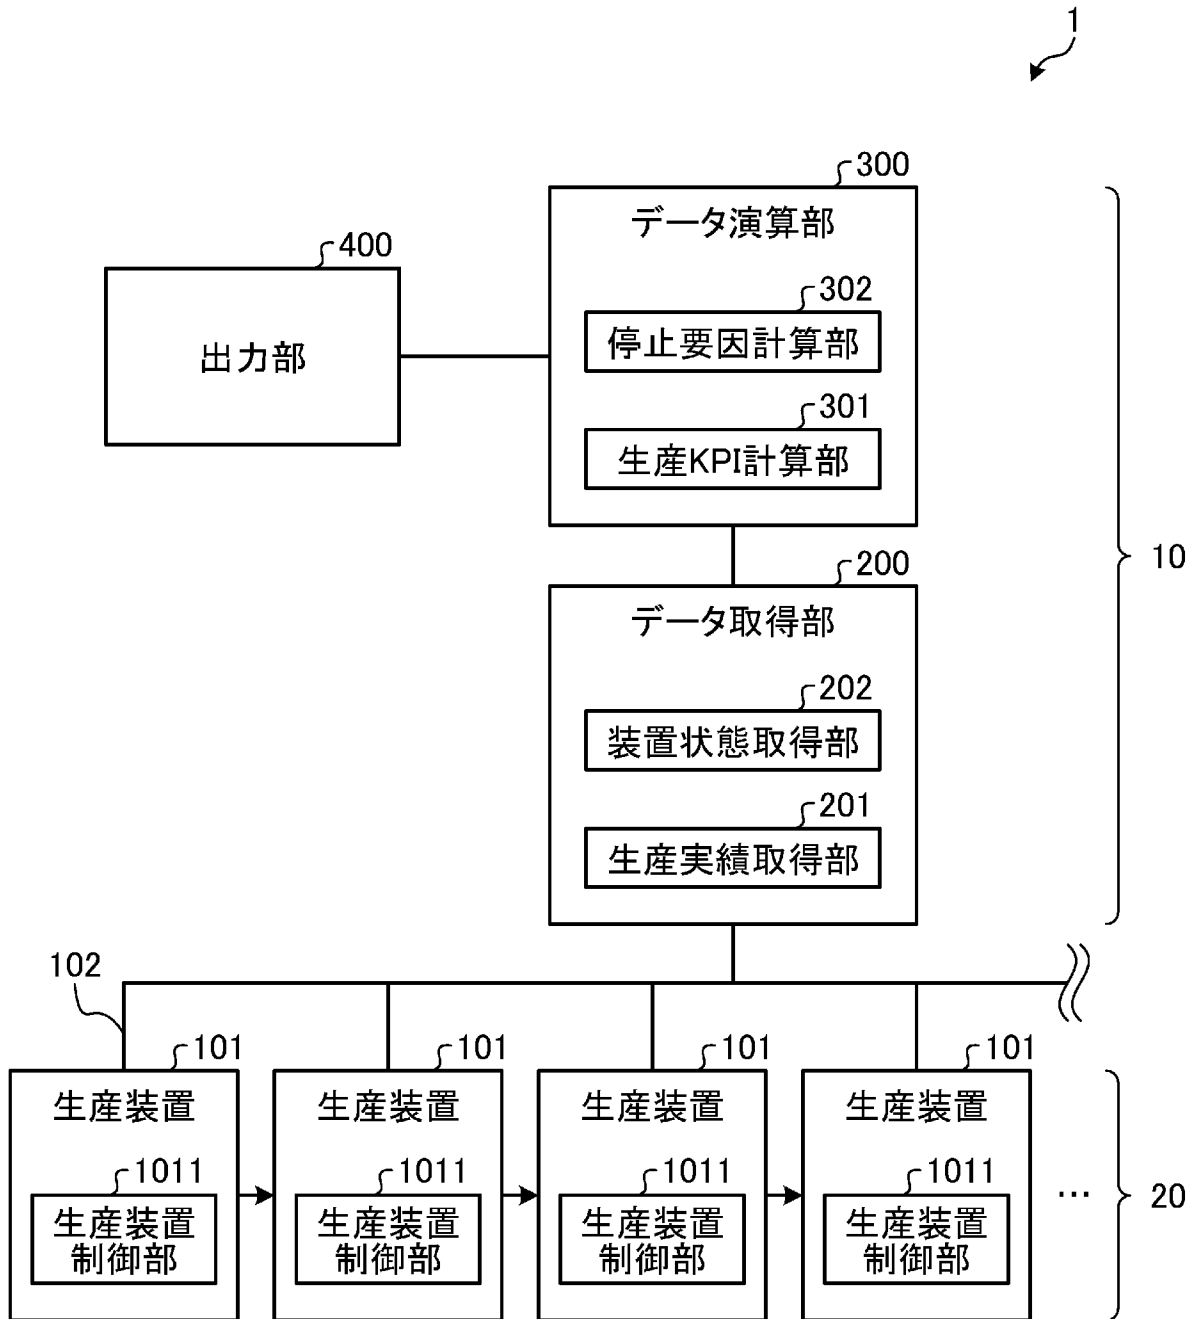 1
300
データ演算部
400
出力部
302
停止要因計算部
301
生産KPI計算部
10
200
データ取得部
202
装置状態取得部
201
生産実績取得部
102
101
101
101
101
生産装置
生産装置
生産装置
生産装置
1011
1011
1011
1011
生産装置
制御部
生産装置
制御部
生産装置
制御部
生産装置
制御部
…
20